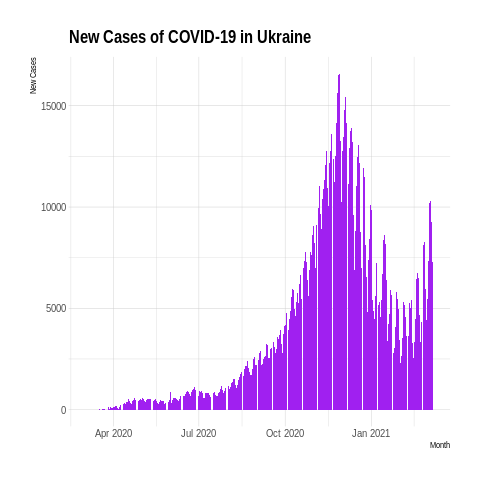 New Cases of COVID-19 in Ukraine
New Cases
15000
10000
5000
0
Apr 2020 Jul 2020 Oct 2020 Jan 2021
Month